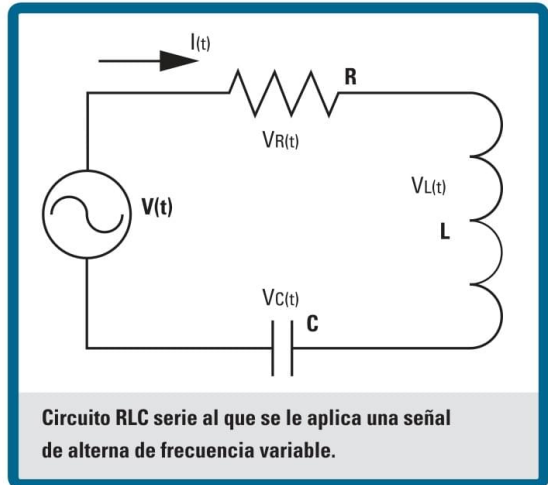 I(t)
R
VR(t)
VL(t)
V(t)
L
VC(t)
C
Circuito RLC serie al que se le aplica una señal
de alterna de frecuencia variable.